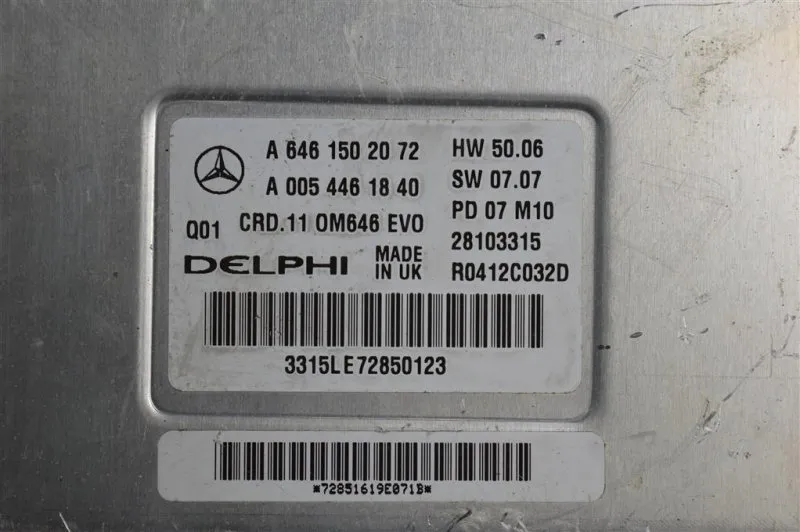 A 646 150 20 72
A 005 446 18 40
Q01 CRD.11 OM646 EVO
DELPHI MADE IN UK
HW 50.06
SW 07.07
PD 07 M10
28103315
R0412C032D
3315LE72850123
*72851619E071B*